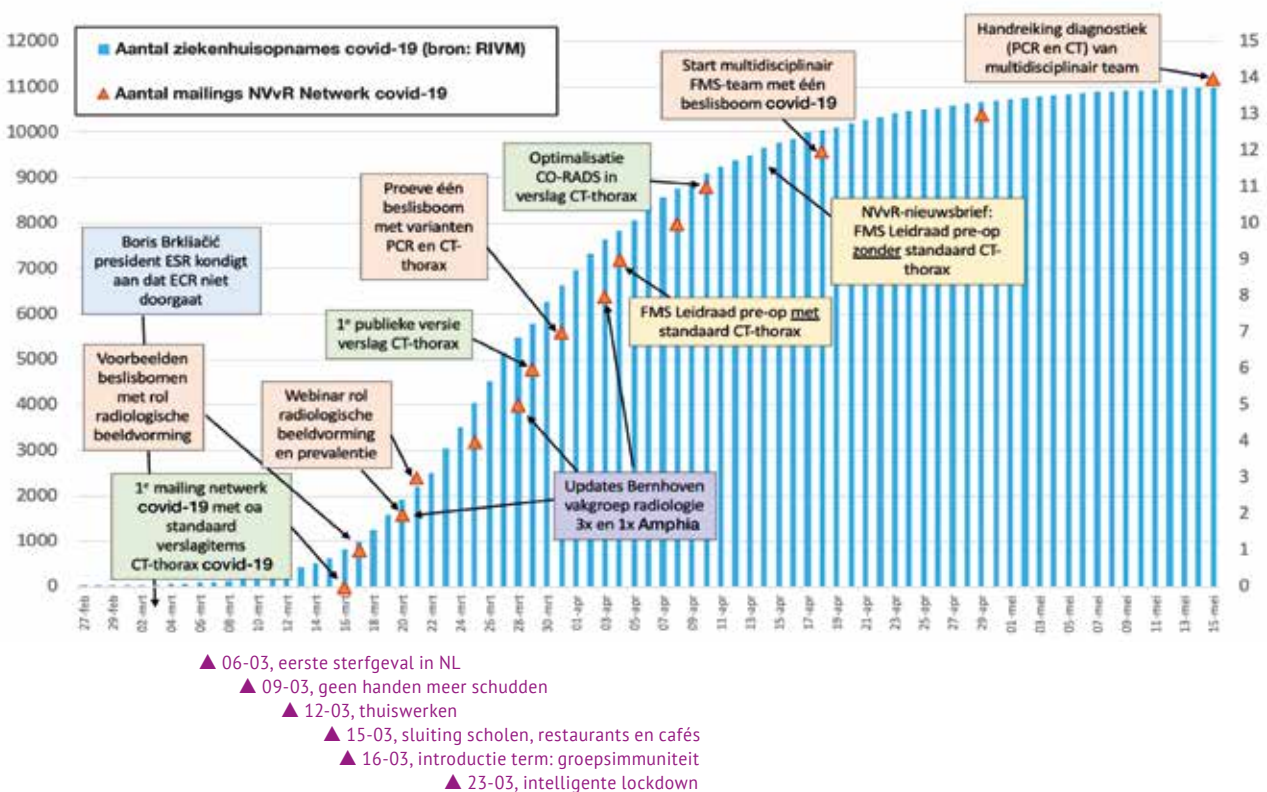 12000
11000
10000
9000
8000
7000
6000
5000
4000
3000
2000
1000
0
Aantal ziekenhuisopnames covid-19 (bron: RIVM)
Aantal mailings NVvR Netwerk covid-19
Boris Brkljačić
president ESR kondigt
aan dat ECR niet
doorgaat
Voorbeelden
beslisbomen
met rol
radiologische
beeldvorming
1e mailing netwerk
covid-19 met oa
standaard
verslagitems
CT-thorax covid-19
Webinar rol
radiologische
beeldvorming
en prevalentie
1e publieke versie
verslag CT-thorax
Proeve één
beslisboom
met varianten
PCR en CT-
thorax
Optimalisatie
CO-RADS in
verslag CT-thorax
Updates Bernhoven
vakgroep radiologie
3x en 1x Amphia
FMS Leidraad pre-op met
standaard CT-thorax
Start multidisciplinair
FMS-team met één
beslisboom covid-19
NVvR-nieuwsbrief:
FMS Leidraad pre-op
zonder standaard CT-
thorax
Handreiking diagnostiek
(PCR en CT) van
multidisciplinair team
15
14
13
12
11
10
9
8
7
6
5
4
3
2
1
0
27-feb
29-feb
02-mrt
04-mrt
06-mrt
08-mrt
10-mrt
12-mrt
14-mrt
16-mrt
18-mrt
20-mrt
22-mrt
24-mrt
26-mrt
28-mrt
30-mrt
01-apr
03-apr
05-apr
07-apr
09-apr
11-apr
13-apr
15-apr
17-apr
19-apr
21-apr
23-apr
25-apr
27-apr
29-apr
01-mei
03-mei
05-mei
07-mei
09-mei
11-mei
13-mei
15-mei
▲ 06-03, eerste sterfgeval in NL
▲ 09-03, geen handen meer schudden
▲ 12-03, thuiswerken
▲ 15-03, sluiting scholen, restaurants en cafés
▲ 16-03, introductie term: groepsimmuniteit
▲ 23-03, intelligente lockdown